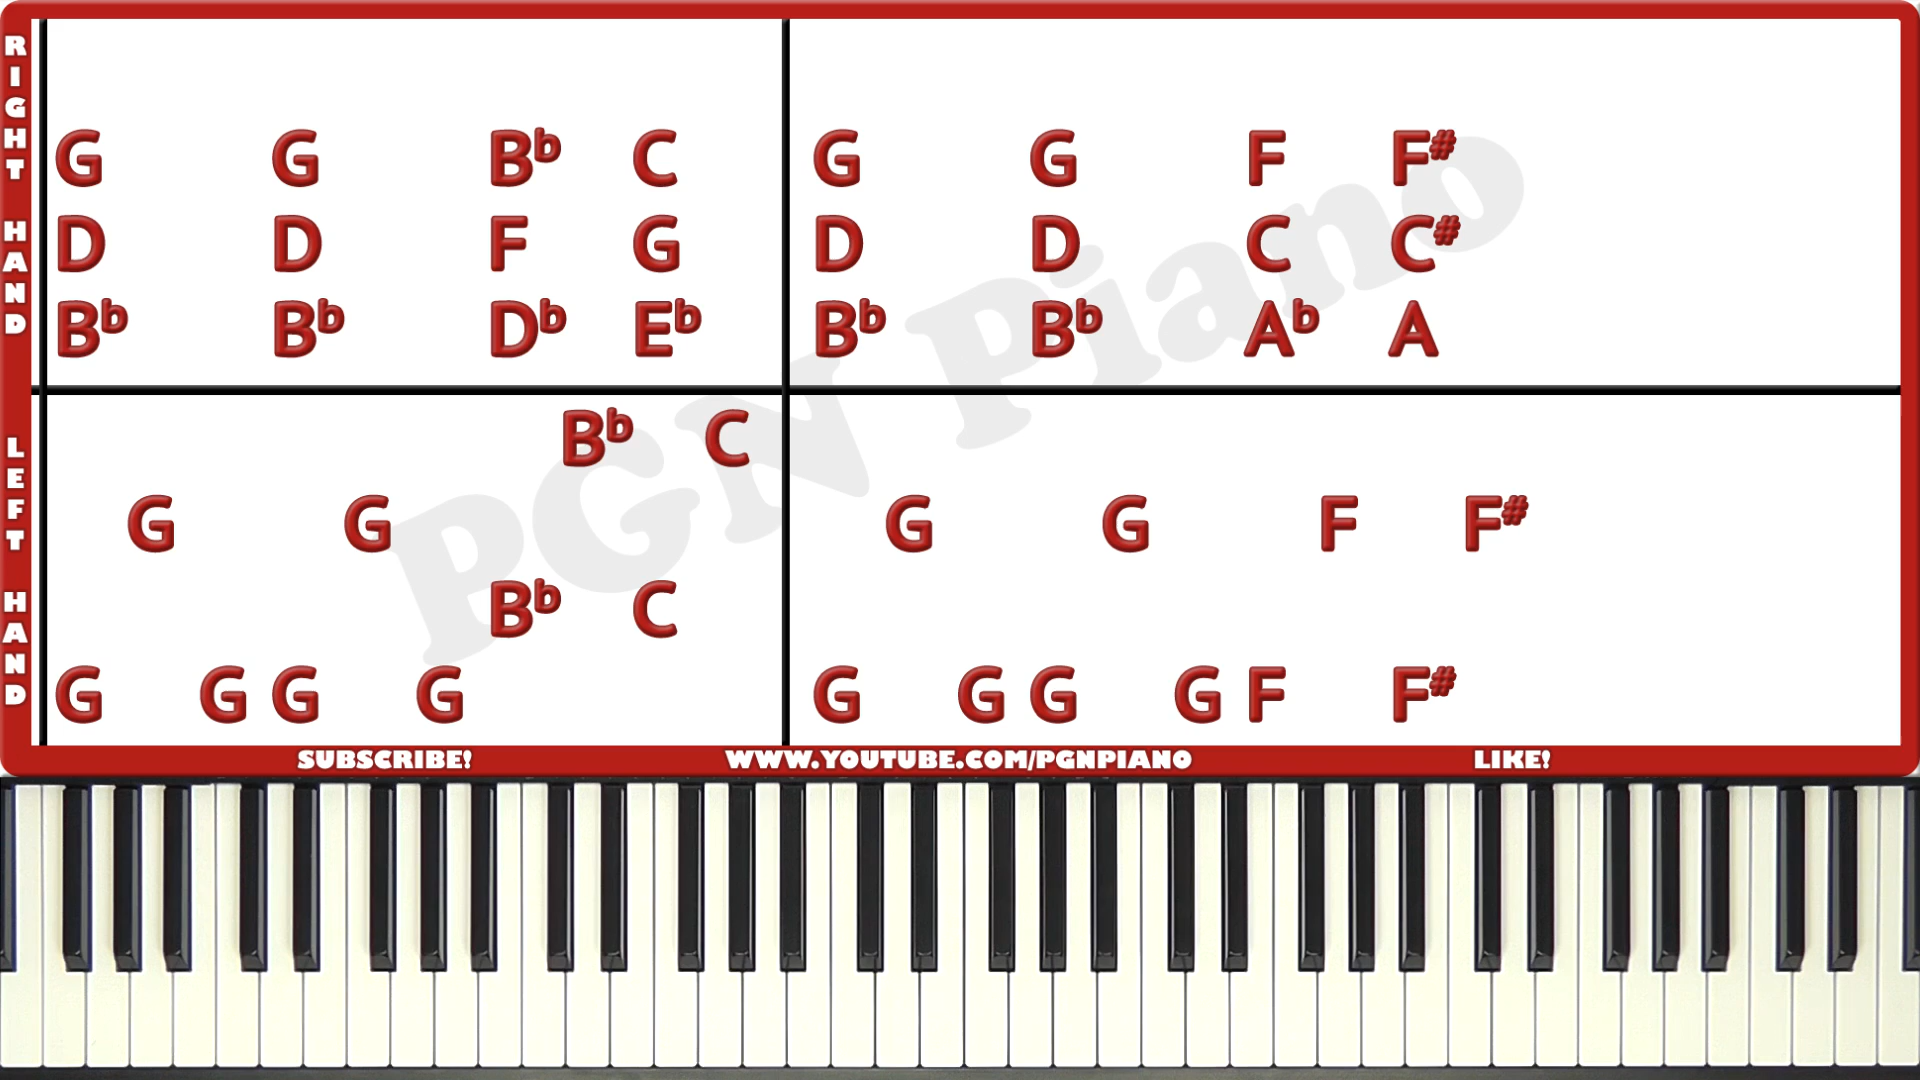 RIGHT HAND
G G B♭ C G G F F♯
D D F G D D C C♯
B♭ B♭ D♭ E♭ B♭ B♭ A♭ A
LEFT HAND
B♭ C
G G G G F F♯
B♭ C
G G G G G G G G F F♯
PGN Piano
SUBSCRIBE! WWW.YOUTUBE.COM/PGNPIANO LIKE!